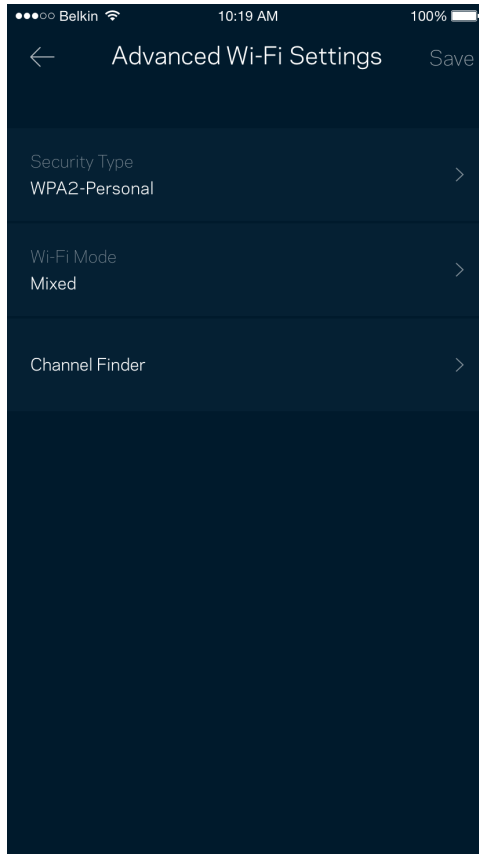 Belkin 10:19 AM 100%
Advanced Wi-Fi Settings Save
Security Type
WPA2-Personal
Wi-Fi Mode
Mixed
Channel Finder